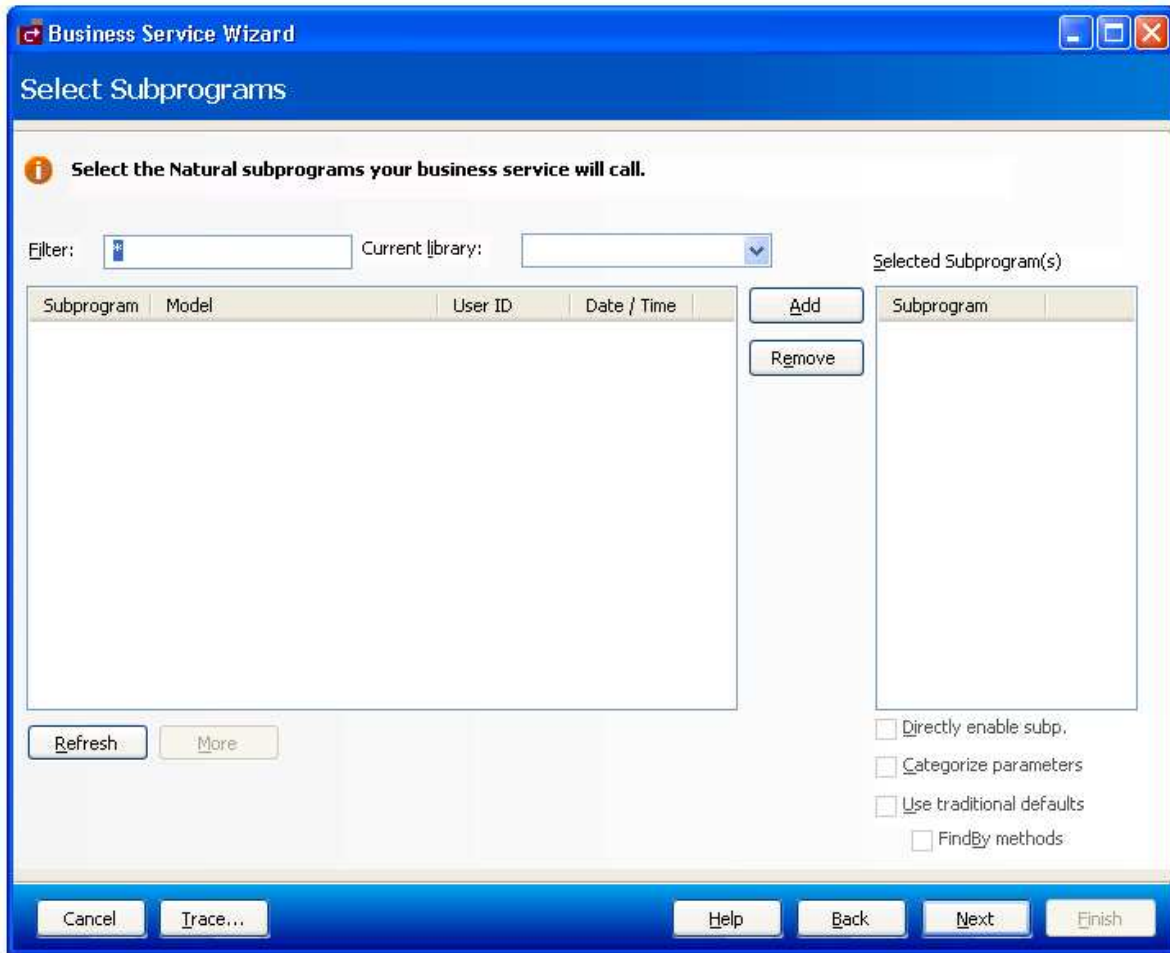 Business Service Wizard
Select Subprograms
Select the Natural subprograms your business service will call.
Filter: * Current library:
Selected Subprogram(s)
Subprogram Model User ID Date / Time Add Subprogram
Remove
Refresh More
Directly enable subp.
Categorize parameters
Use traditional defaults
FindBy methods
Cancel Trace... Help Back Next Finish